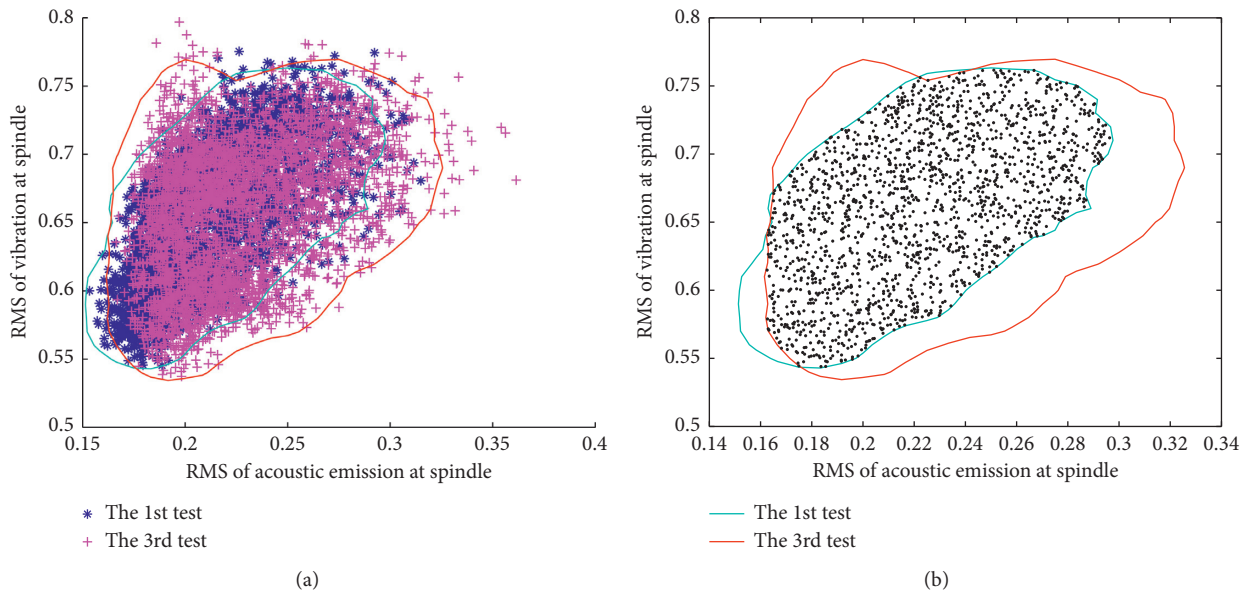 0.8
0.75
0.7
0.65
0.6
0.55
0.5
RMS of vibration at spindle
0.15 0.2 0.25 0.3 0.35 0.4
RMS of acoustic emission at spindle
The 1st test
The 3rd test
(a)
0.8
0.75
0.7
0.65
0.6
0.55
0.5
RMS of vibration at spindle
0.14 0.16 0.18 0.2 0.22 0.24 0.26 0.28 0.3 0.32 0.34
RMS of acoustic emission at spindle
The 1st test
The 3rd test
(b)